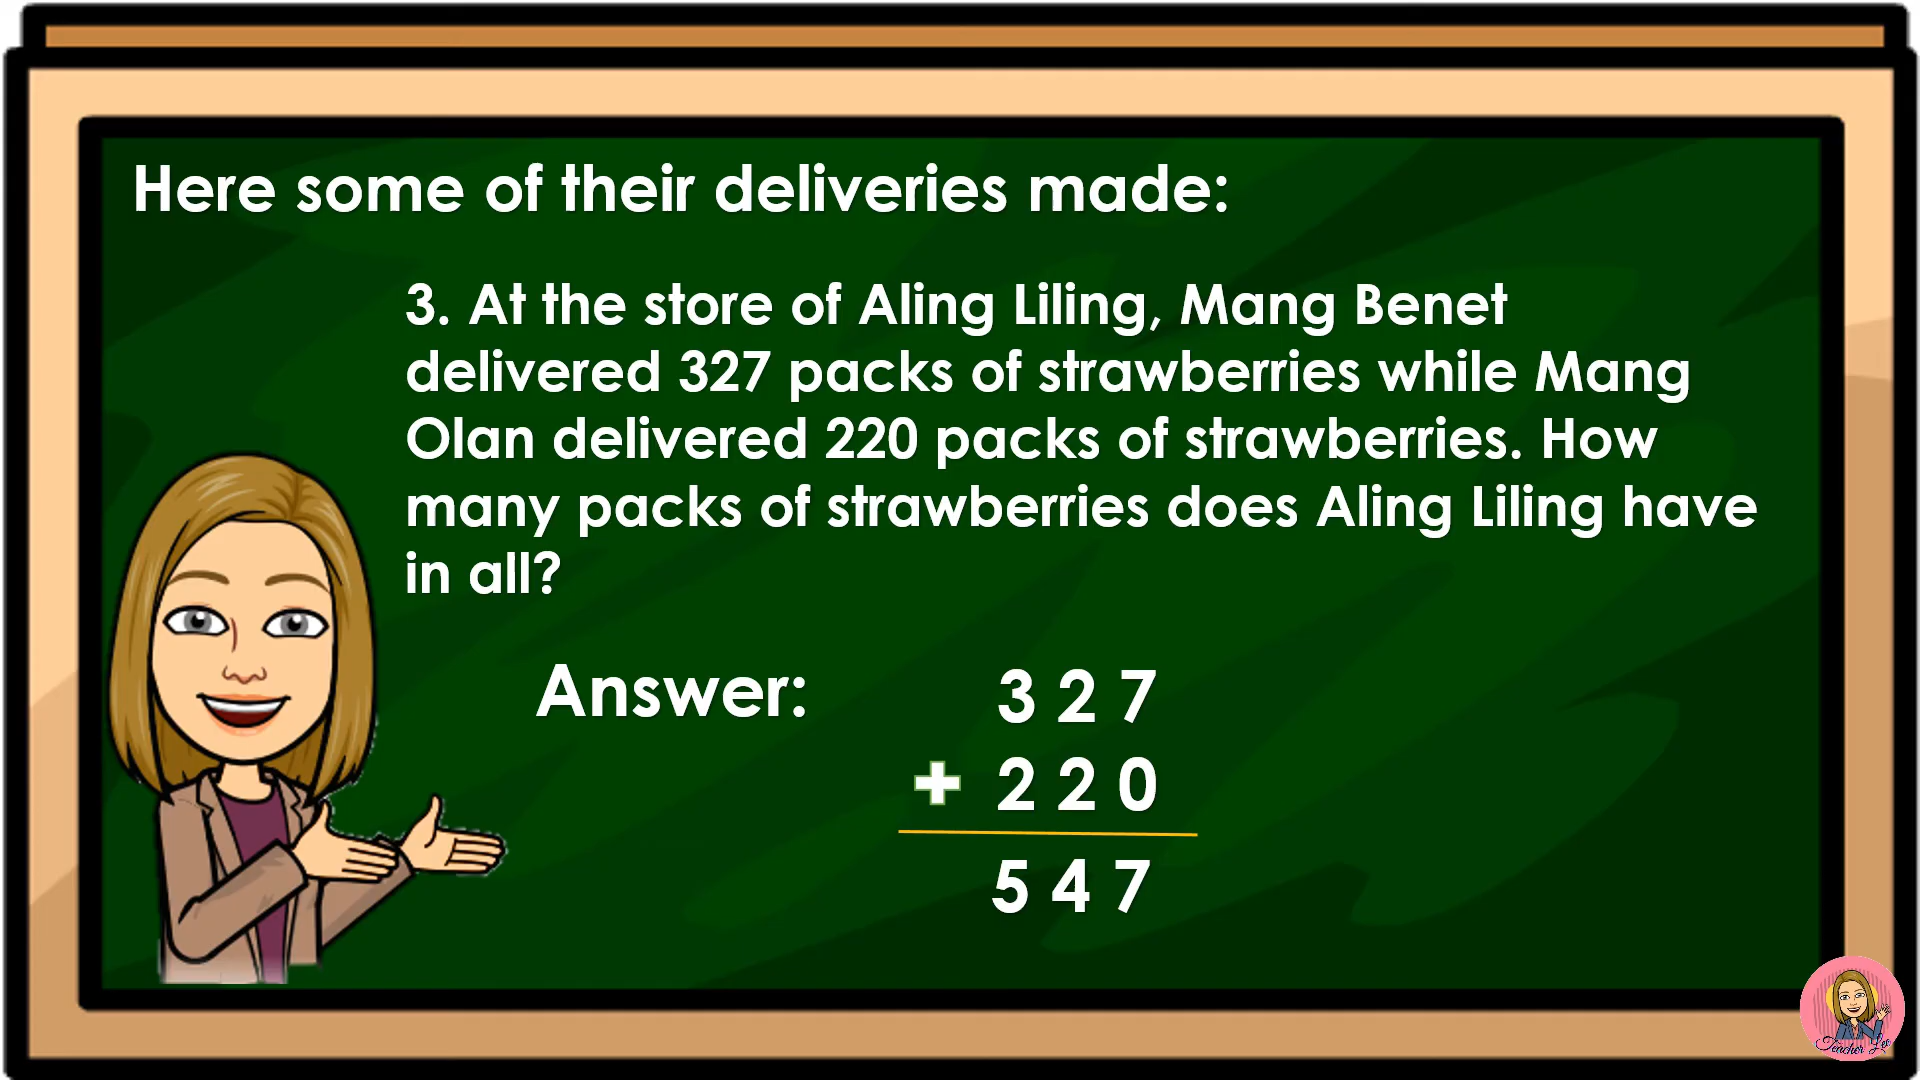 Here some of their deliveries made:
3. At the store of Aling Liling, Mang Benet
delivered 327 packs of strawberries while Mang
Olan delivered 220 packs of strawberries. How
many packs of strawberries does Aling Liling have
in all?
Answer:
3 2 7
+ 2 2 0
5 4 7
Teacher Lee